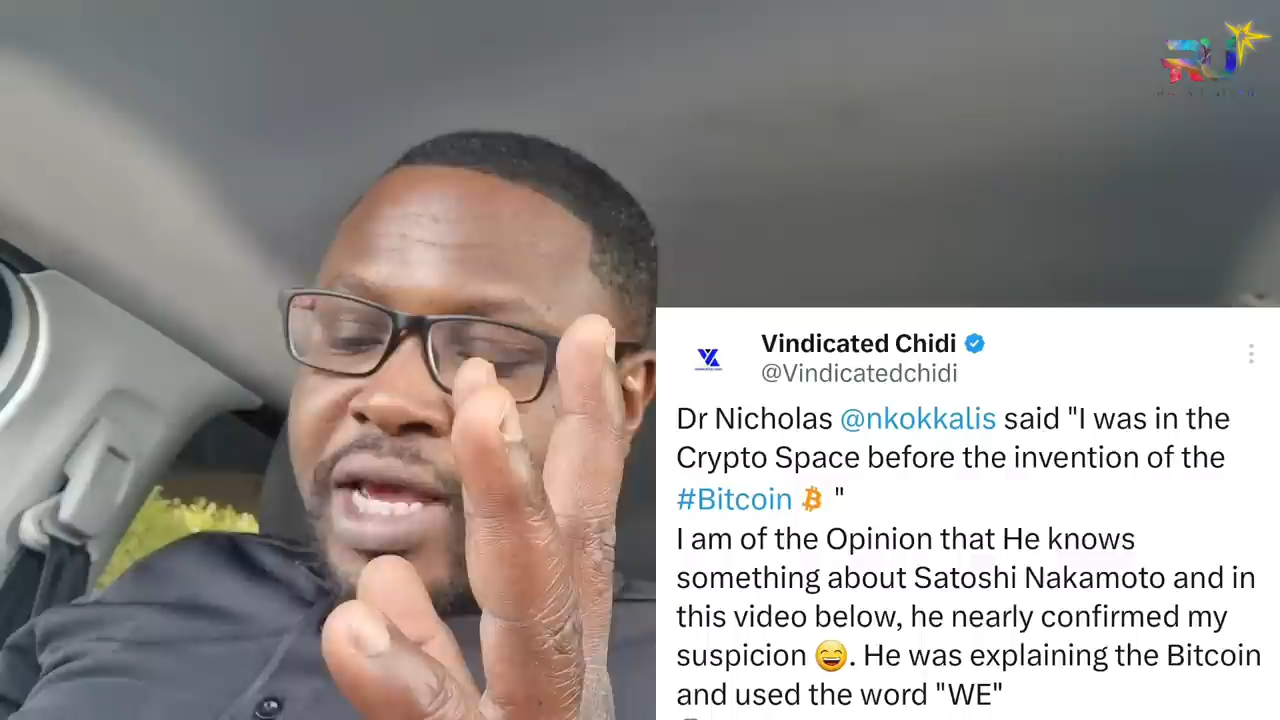 RU
Vindicated Chidi
@Vindicatedchidi
Dr Nicholas @nkokkalis said "I was in the
Crypto Space before the invention of the
#Bitcoin "
I am of the Opinion that He knows
something about Satoshi Nakamoto and in
this video below, he nearly confirmed my
suspicion 😄. He was explaining the Bitcoin
and used the word "WE"